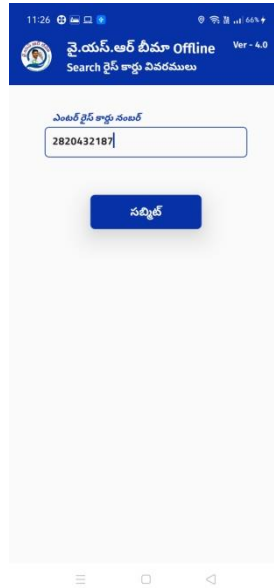 11:26 66%
వై.యస్.ఆర్ బీమా Offline Ver - 4.0
Search రైస్ కార్డు వివరములు
ఎంటర్ రైస్ కార్డు నంబర్
2820432187
సబ్మిట్